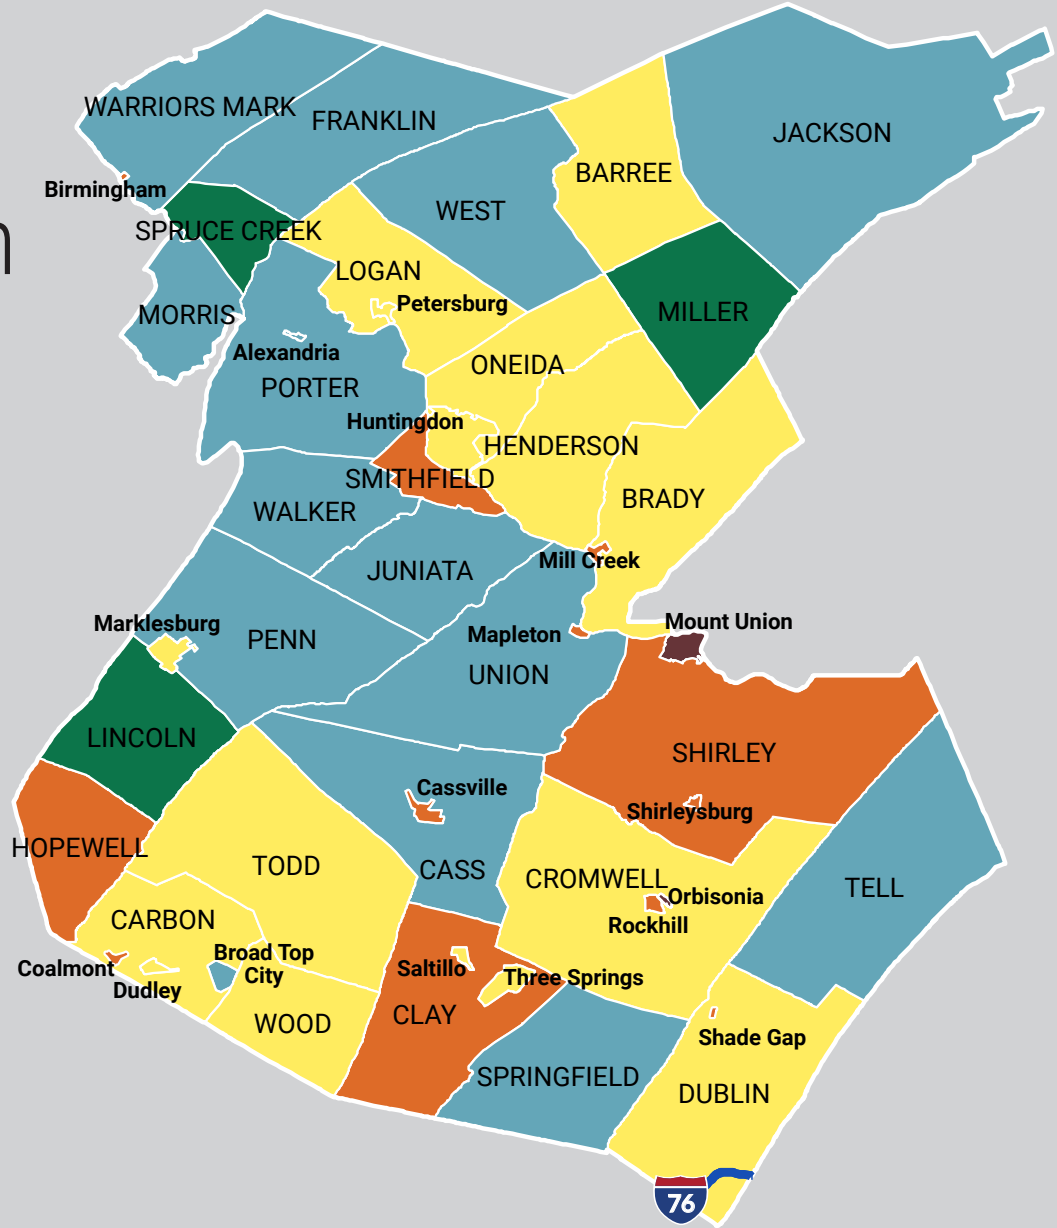 WARRIORS MARK
FRANKLIN
JACKSON
BARREE
Birmingham
WEST
SPRUCE CREEK
n
LOGAN
Petersburg
MILLER
MORRIS
Alexandria
ONEIDA
PORTER
Huntingdon
HENDERSON
SMITHFIELD
BRADY
WALKER
Mill Creek
JUNIATA
Marklesburg
Mapleton
Mount Union
PENN
UNION
LINCOLN
SHIRLEY
Cassville
Shirleysburg
HOPEWELL
TODD
CASS
CROMWELL
TELL
Orbisonia
CARBON
Rockhill
Broad Top
City
Coalmont
Saltillo
Three Springs
Dudley
WOOD
CLAY
Shade Gap
SPRINGFIELD
DUBLIN
76